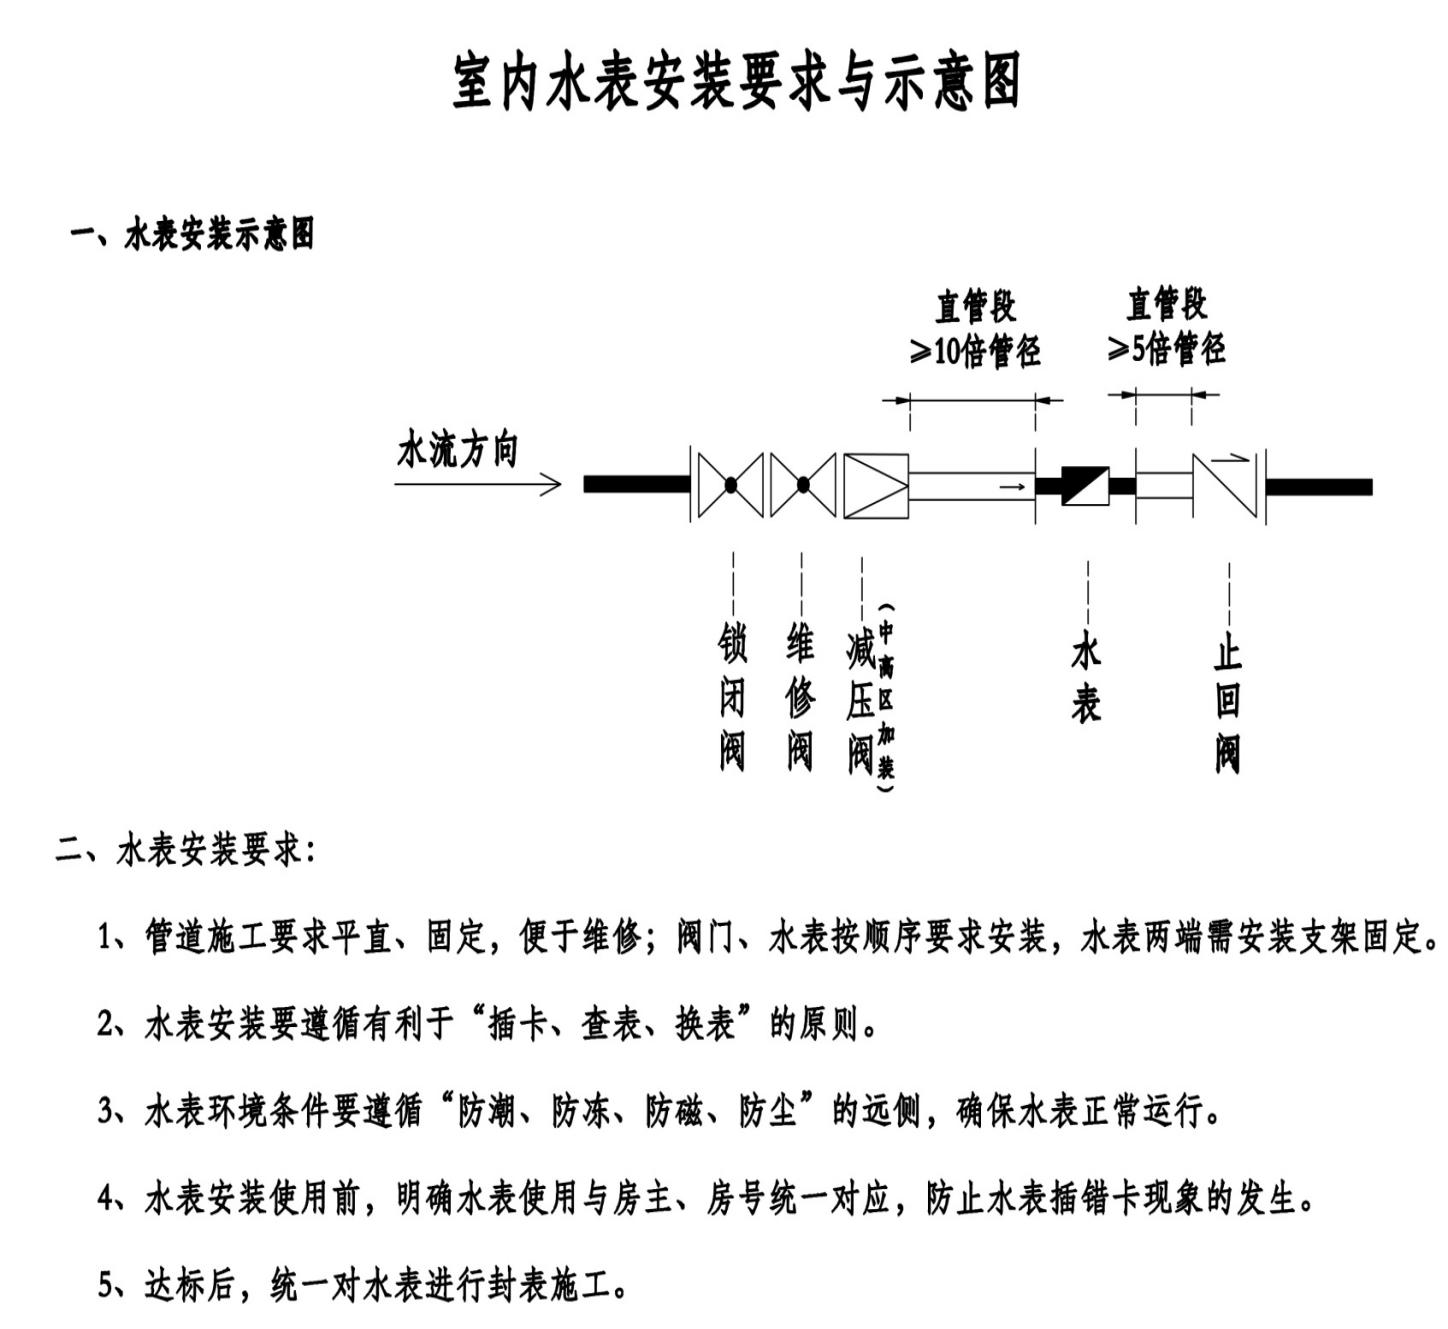 室内水表安装要求与示意图
一、水表安装示意图
直管段
≥10倍管径
直管段
≥5倍管径
水流方向
锁闭阀
维修阀
减压阀
（中高区加装）
水表
止回阀
二、水表安装要求：
1、管道施工要求平直、固定，便于维修；阀门、水表按顺序要求安装，水表两端需安装支架固定。
2、水表安装要遵循有利于“插卡、查表、换表”的原则。
3、水表环境条件要遵循“防潮、防冻、防磁、防尘”的远侧，确保水表正常运行。
4、水表安装使用前，明确水表使用与房主、房号统一对应，防止水表插错卡现象的发生。
5、达标后，统一对水表进行封表施工。